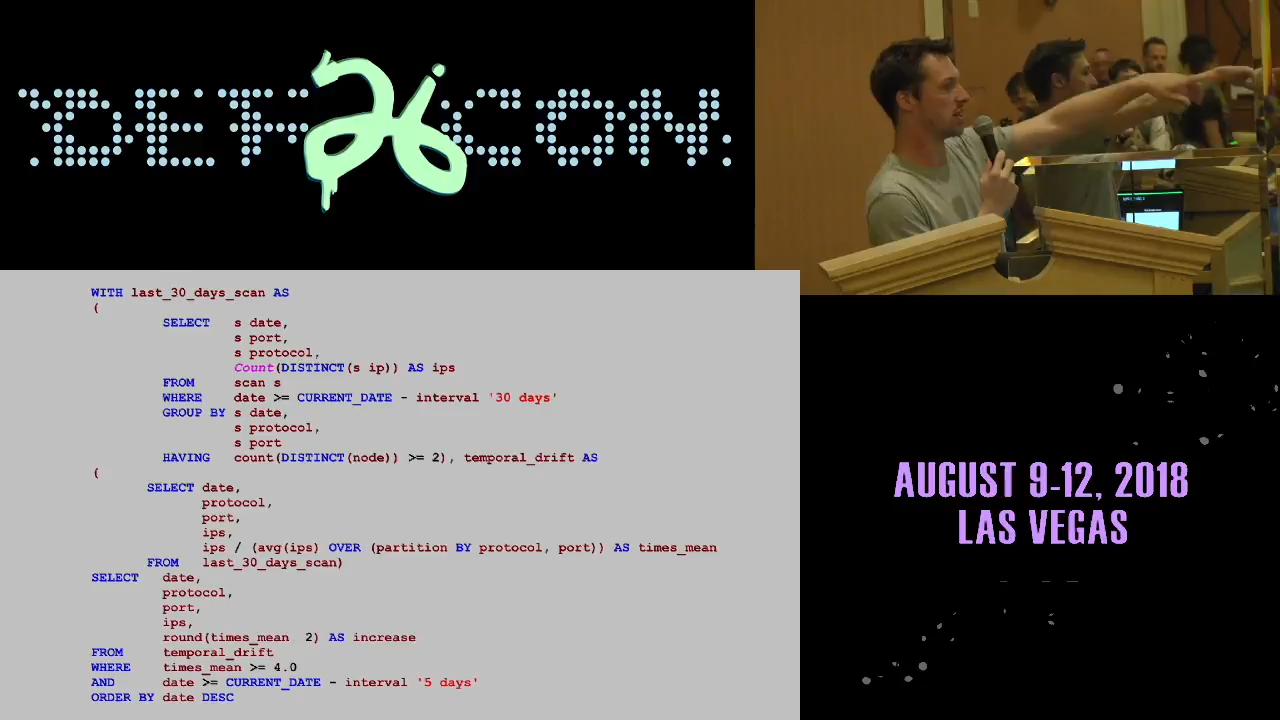 DEF 26 CON
WITH last_30_days_scan AS
(
SELECT s date,
s port,
s protocol,
Count(DISTINCT(s ip)) AS ips
FROM scan s
WHERE date >= CURRENT_DATE - interval '30 days'
GROUP BY s date,
s protocol,
s port
HAVING count(DISTINCT(node)) >= 2), temporal_drift AS
(
SELECT date,
protocol,
port,
ips,
ips / (avg(ips) OVER (partition BY protocol, port)) AS times_mean
FROM last_30_days_scan)
SELECT date,
protocol,
port,
ips,
round(times_mean 2) AS increase
FROM temporal_drift
WHERE times_mean >= 4.0
AND date >= CURRENT_DATE - interval '5 days'
ORDER BY date DESC
AUGUST 9-12, 2018
LAS VEGAS